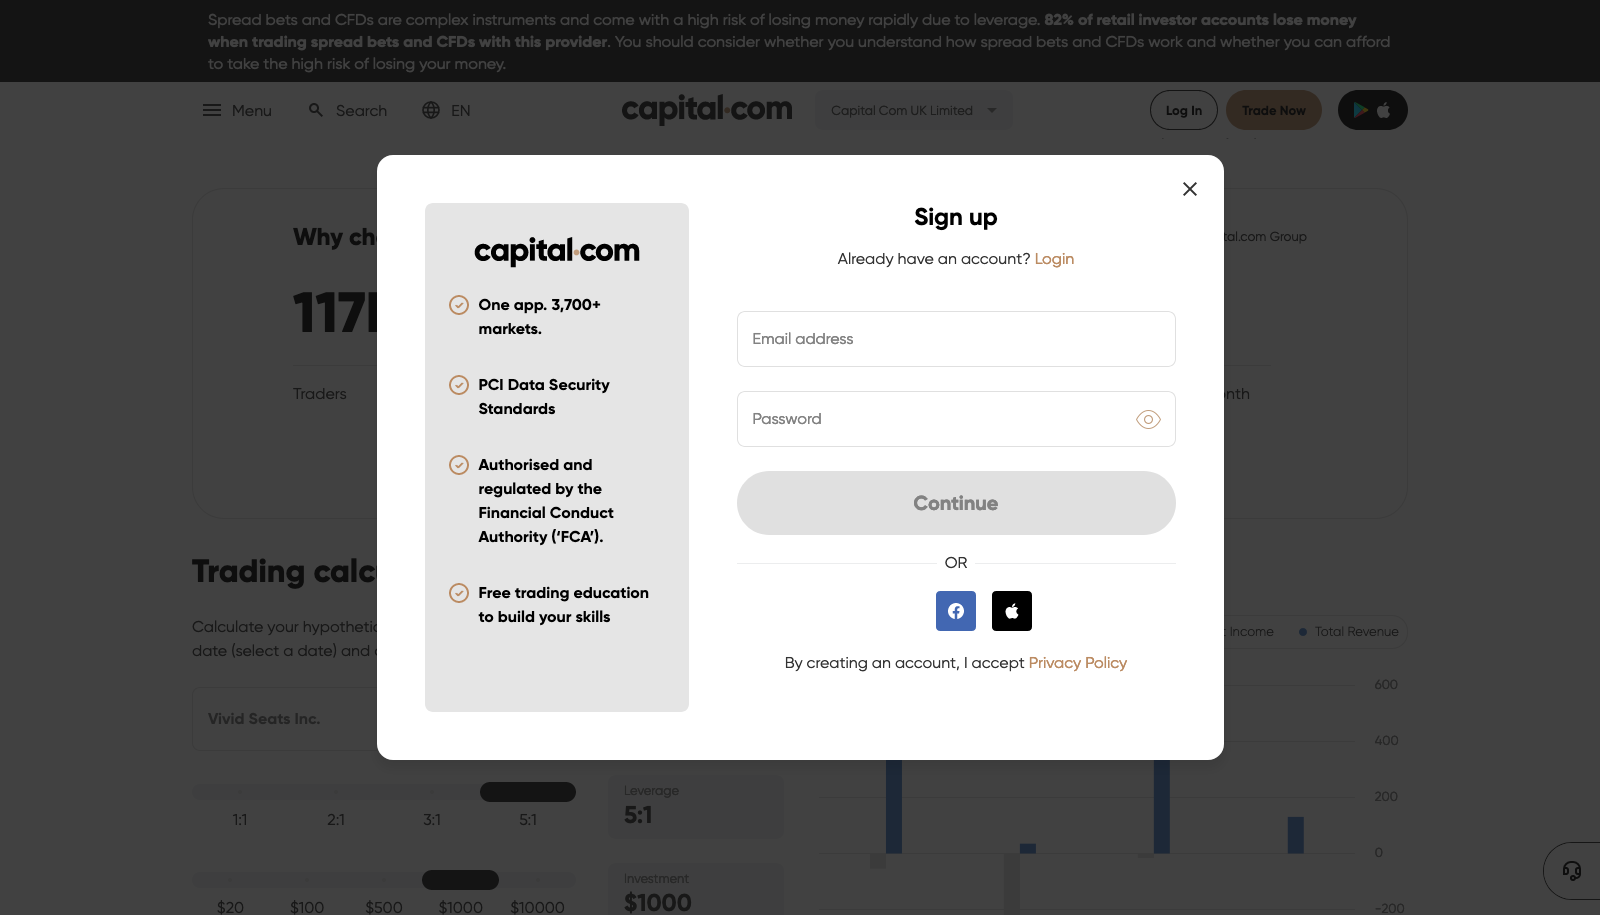 Spread bets and CFDs are complex instruments and come with a high risk of losing money rapidly due to leverage. 82% of retail investor accounts lose money
when trading spread bets and CFDs with this provider. You should consider whether you understand how spread bets and CFDs work and whether you can afford
to take the high risk of losing your money.
Menu
Search
EN
capital.com
Capital Com UK Limited
Log In
Trade Now
Why ch
tal.com Group
117
Traders
nth
capital.com
One app. 3,700+
markets.
PCI Data Security
Standards
Authorised and
regulated by the
Financial Conduct
Authority (‘FCA’).
Free trading education
to build your skills
Sign up
Already have an account? Login
Email address
Password
Continue
OR
By creating an account, I accept Privacy Policy
Trading calc
Calculate your hypothetic
date (select a date) and
Vivid Seats Inc.
1:1
2:1
3:1
5:1
$20
$100
$500
$1000
$10000
Leverage
5:1
Investment
$1000
Income
Total Revenue
600
400
200
0
-200